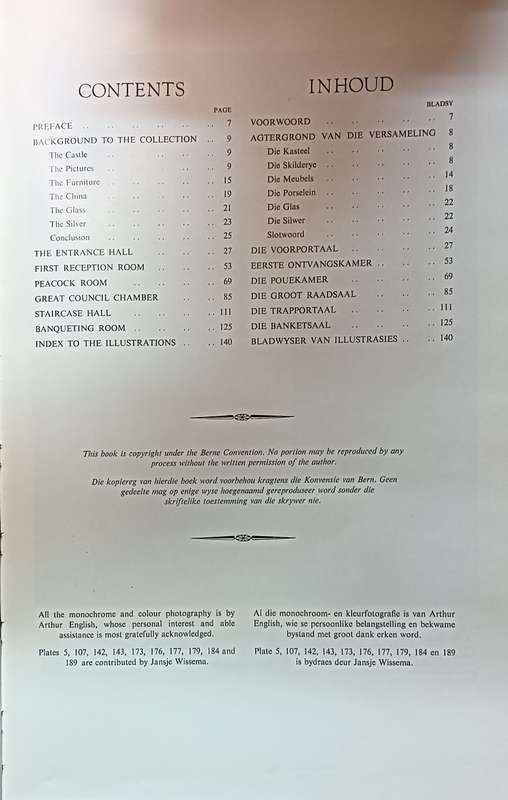 CONTENTS
PAGE
PREFACE .. .. .. .. .. .. 7
BACKGROUND TO THE COLLECTION .. 9
The Castle .. .. .. .. 9
The Pictures .. .. .. .. 9
The Furniture .. .. .. .. 15
The China .. .. .. .. 19
The Glass .. .. .. .. 21
The Silver .. .. .. .. 23
Conclusion .. .. .. .. 25
THE ENTRANCE HALL .. .. .. 27
FIRST RECEPTION ROOM .. .. .. 53
PEACOCK ROOM .. .. .. .. 69
GREAT COUNCIL CHAMBER .. .. 85
STAIRCASE HALL .. .. .. .. 111
BANQUETING ROOM .. .. .. .. 125
INDEX TO THE ILLUSTRATIONS .. .. 140
INHOUD
BLADSY
VOORWOORD .. .. .. .. .. 7
AGTERGROND VAN DIE VERSAMELING 8
Die Kasteel .. .. .. .. 8
Die Skilderye .. .. .. .. 8
Die Meubels .. .. .. .. 14
Die Porselein .. .. .. .. 18
Die Glas .. .. .. .. 22
Die Silwer .. .. .. .. 22
Slotwoord .. .. .. .. 24
DIE VOORPORTAAL .. .. .. .. 27
EERSTE ONTVANGSKAMER .. .. .. 53
DIE POUEKAMER .. .. .. .. 69
DIE GROOT RAADSAAL .. .. .. 85
DIE TRAPPORTAAL .. .. .. .. 111
DIE BANKETSAAL .. .. .. .. 125
BLADWYSER VAN ILLUSTRASIES .. .. 140
This book is copyright under the Berne Convention. No portion may be reproduced by any
process without the written permission of the author.
Die kopiereg van hierdie boek word voorbehou kragtens die Konvensie van Bern. Geen
gedeelte mag op enige wyse hoegenaamd gereproduseer word sonder die
skriftelike toestemming van die skrywer nie.
All the monochrome and colour photography is by
Arthur English, whose personal interest and able
assistance is most gratefully acknowledged.
Plates 5, 107, 142, 143, 173, 176, 177, 179, 184 and
189 are contributed by Jansje Wissema.
Al die monochroom- en kleurfotografie is van Arthur
English, wie se persoonlike belangstelling en bekwame
bystand met groot dank erken word.
Plate 5, 107, 142, 143, 173, 176, 177, 179, 184 en 189
is bydraes deur Jansje Wissema.